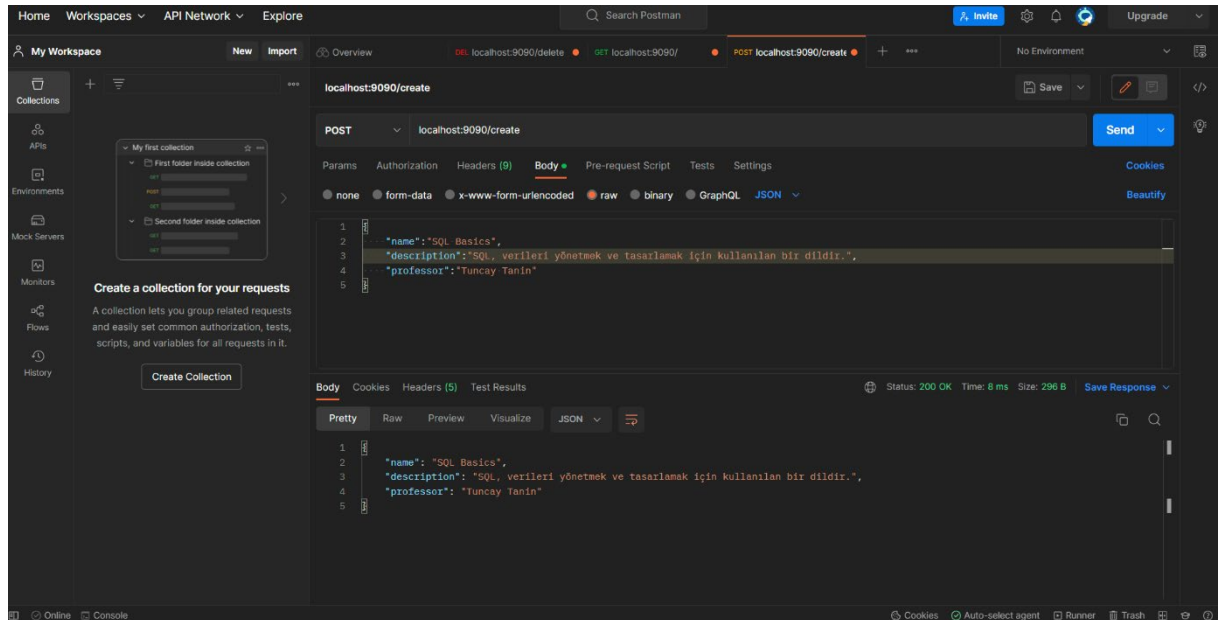 Home Workspaces API Network Explore Search Postman Invite Upgrade
My Workspace New Import Overview DEL localhost:9090/delete GET localhost:9090/ POST localhost:9090/create No Environment
Collections
APIs
Environments
Mock Servers
Monitors
Flows
History
My first collection
First folder inside collection
GET
POST
GET
Second folder inside collection
GET
GET
Create a collection for your requests
A collection lets you group related requests
and easily set common authorization, tests,
scripts, and variables for all requests in it.
Create Collection
localhost:9090/create Save
POST localhost:9090/create Send
Params Authorization Headers (9) Body Pre-request Script Tests Settings Cookies
none form-data x-www-form-urlencoded raw binary GraphQL JSON Beautify
1 {
2 "name":"SQL Basics",
3 "description":"SQL, verileri yönetmek ve tasarlamak için kullanılan bir dildir.",
4 "professor":"Tuncay Tanin"
5 }
Body Cookies Headers (5) Test Results Status: 200 OK Time: 8 ms Size: 296 B Save Response
Pretty Raw Preview Visualize JSON
1 {
2 "name": "SQL Basics",
3 "description": "SQL, verileri yönetmek ve tasarlamak için kullanılan bir dildir.",
4 "professor": "Tuncay Tanin"
5 }
Online Console Cookies Auto-select agent Runner Trash